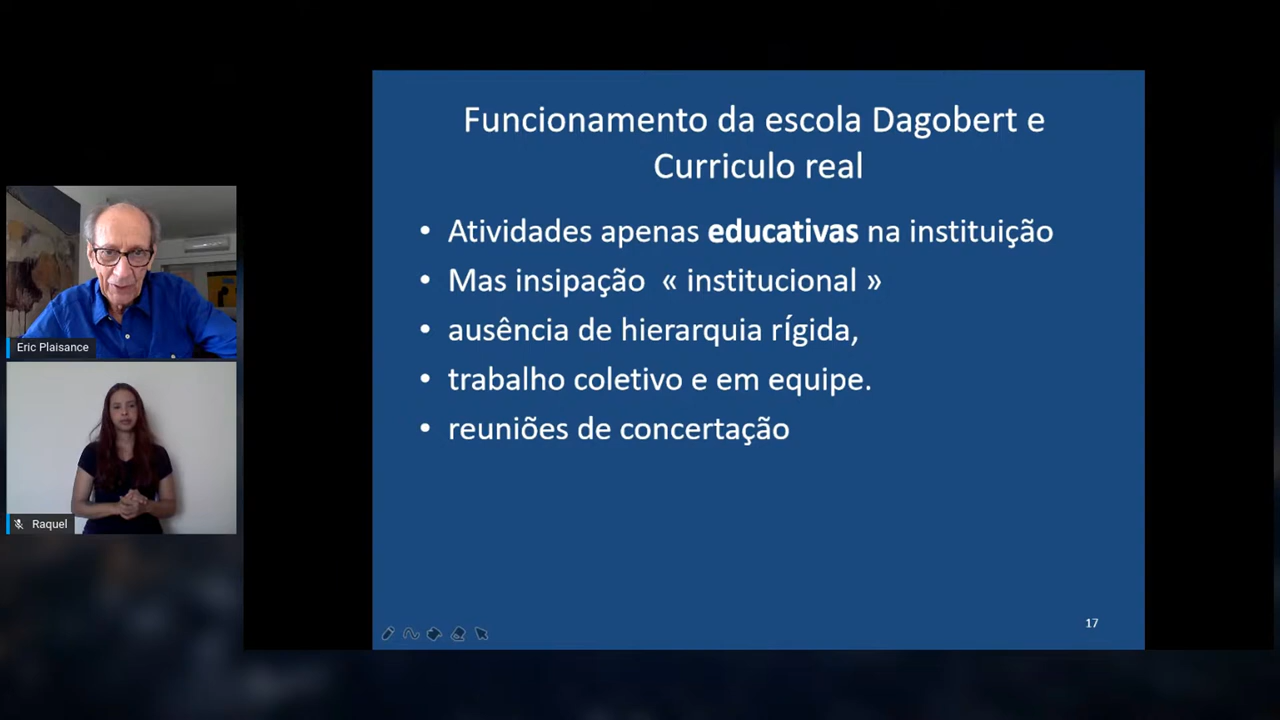 Funcionamento da escola Dagobert e
Curriculo real
• Atividades apenas educativas na instituição
• Mas insipação « institucional »
• ausência de hierarquia rígida,
• trabalho coletivo e em equipe.
• reuniões de concertação
17
Eric Plaisance
Raquel